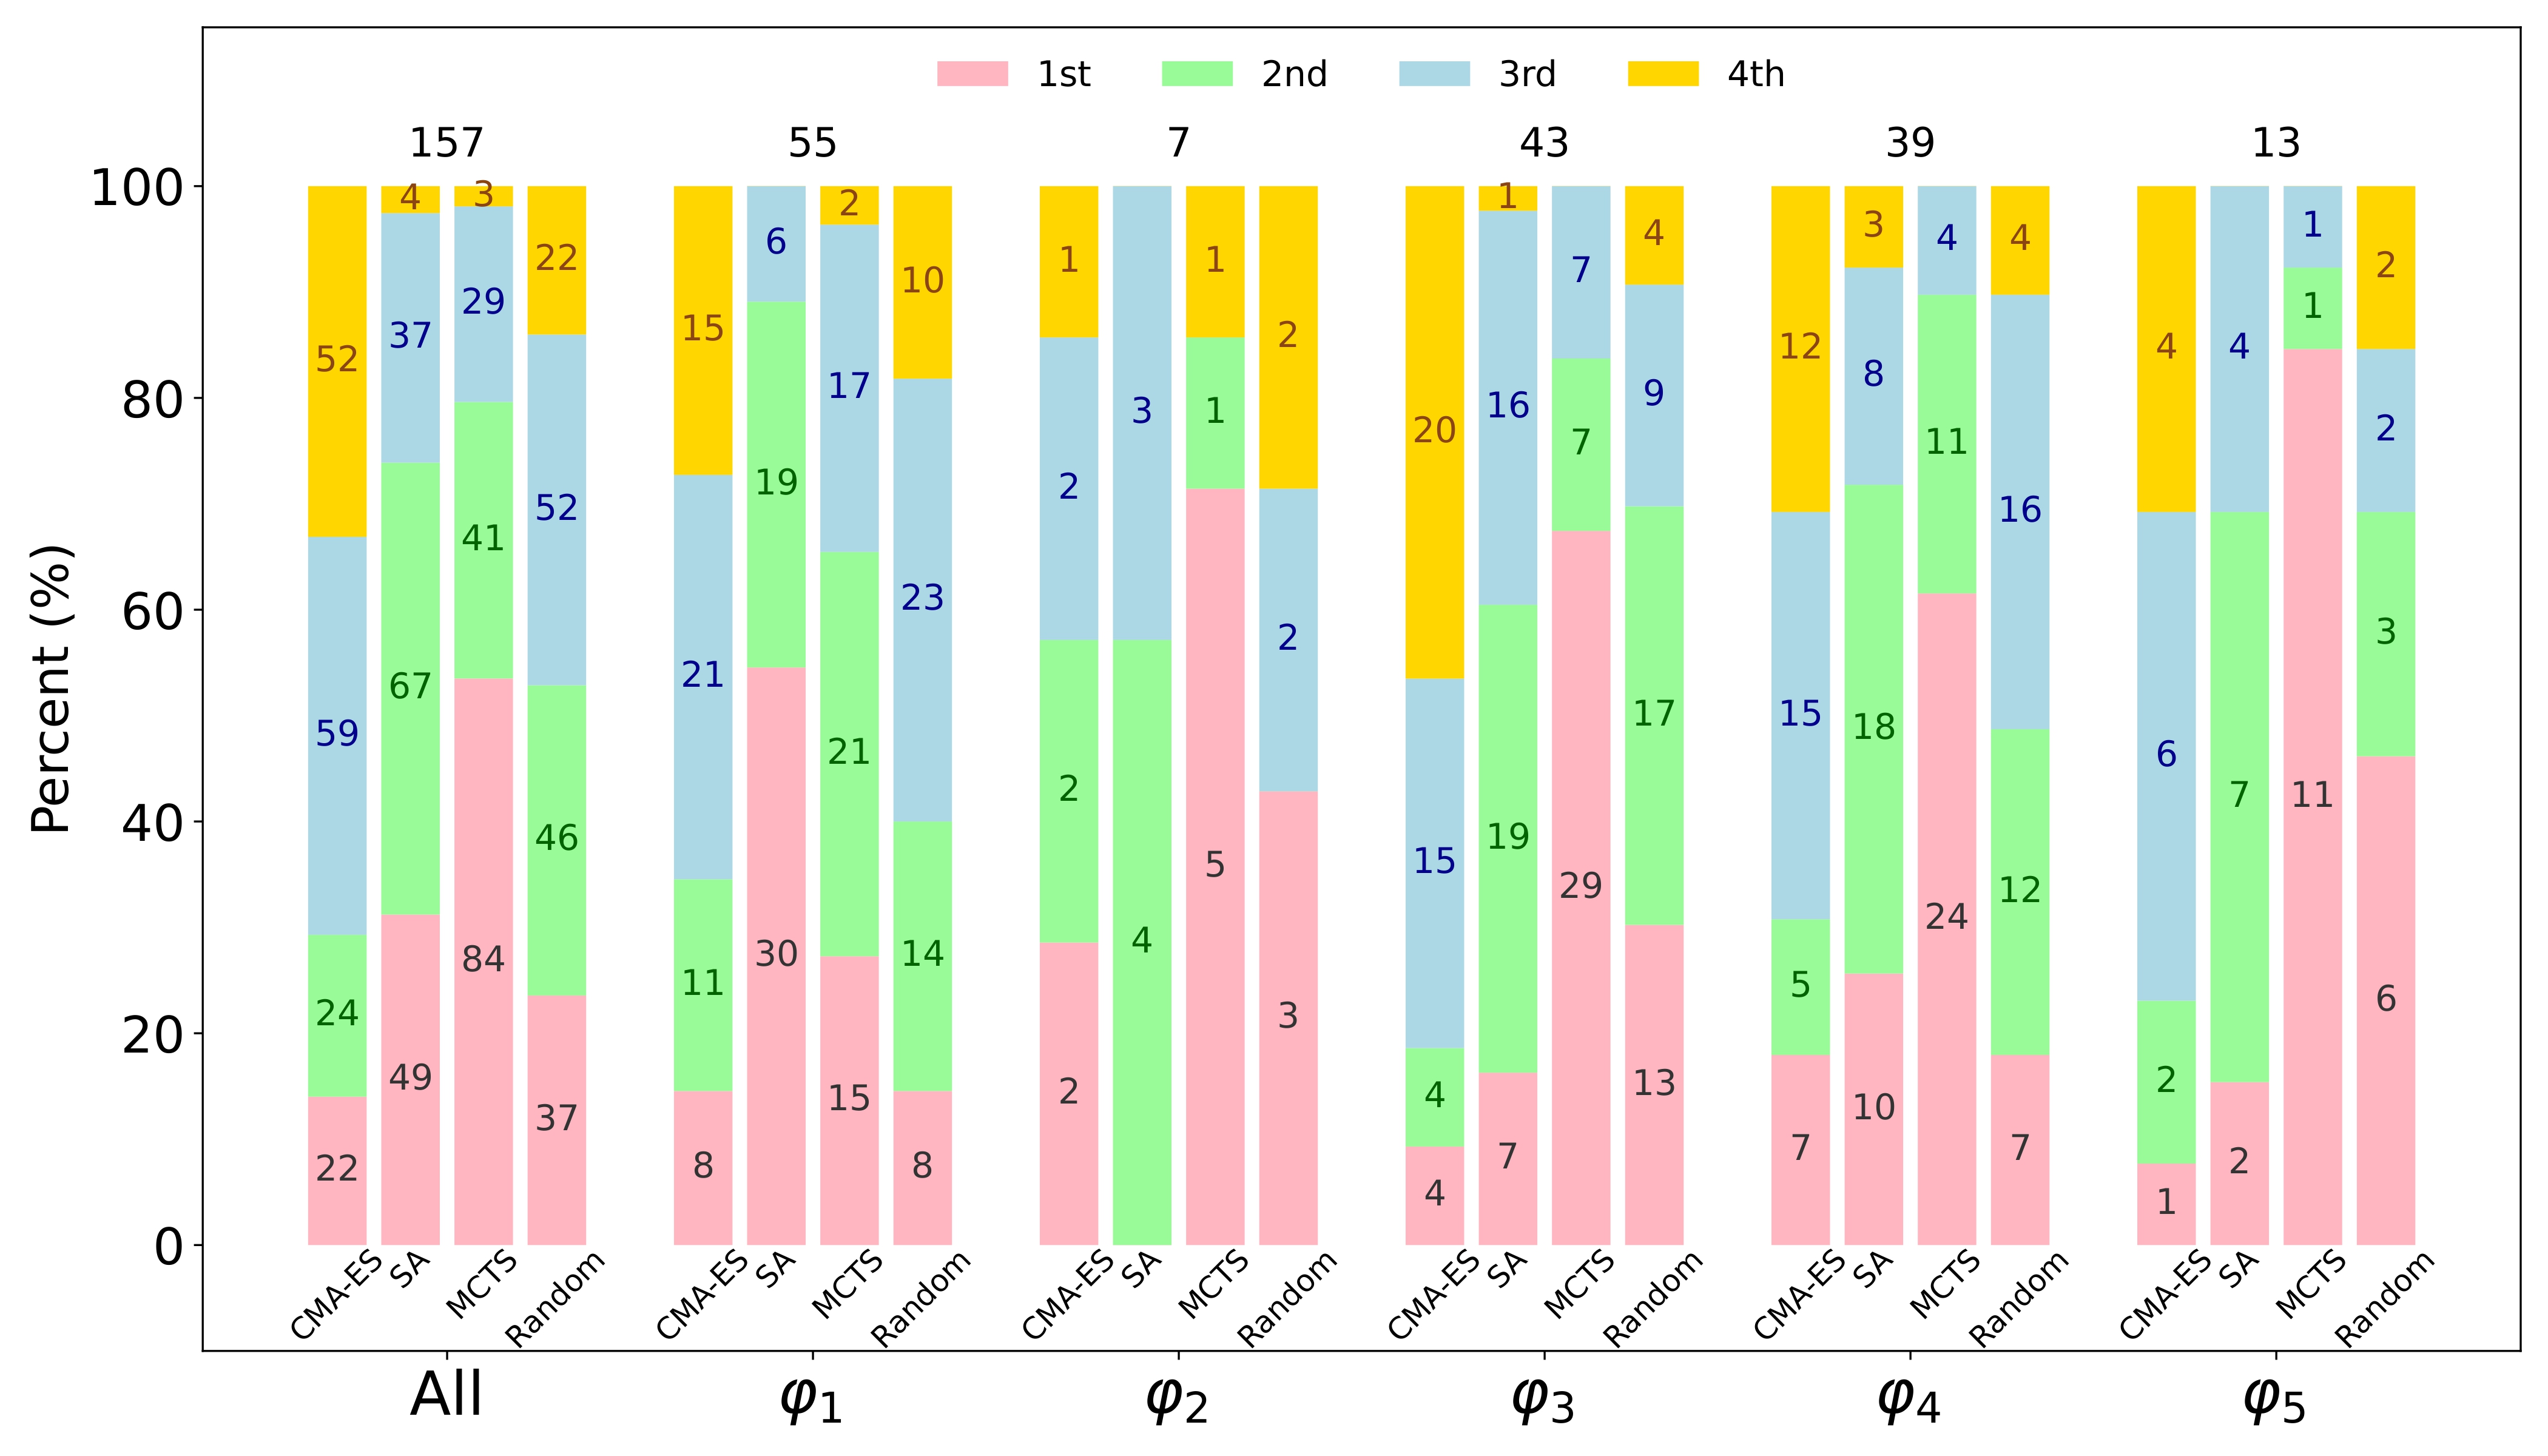 1st 2nd 3rd 4th
157 55 7 43 39 13
Percent (%)
100
80
60
40
20
0
52 59 24 22
4 37 67 49
3 29 41 84
22 52 46 37
15 21 11 8
6 19 30
2 17 21 15
10 23 14 8
1 2 2 2
3 4
1 1 5
2 2 3
20 15 4 4
1 16 19 7
7 7 29
4 9 17 13
12 15 5 7
3 8 18 10
4 11 24
4 16 12 7
4 6 2 1
4 7 2
1 1 11
2 2 3 6
CMA-ES SA MCTS Random CMA-ES SA MCTS Random CMA-ES SA MCTS Random CMA-ES SA MCTS Random CMA-ES SA MCTS Random CMA-ES SA MCTS Random
All φ1 φ2 φ3 φ4 φ5